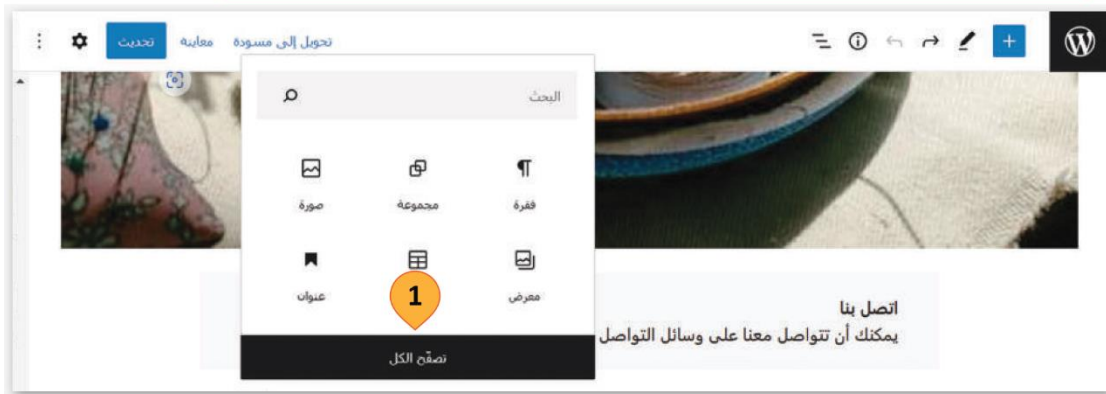 تحويل إلى مسودة معاينة تحديث
البحث
فقرة مجموعة صورة
معرض عنوان
1
تصفّح الكل
اتصل بنا
يمكنك أن تتواصل معنا على وسائل التواصل